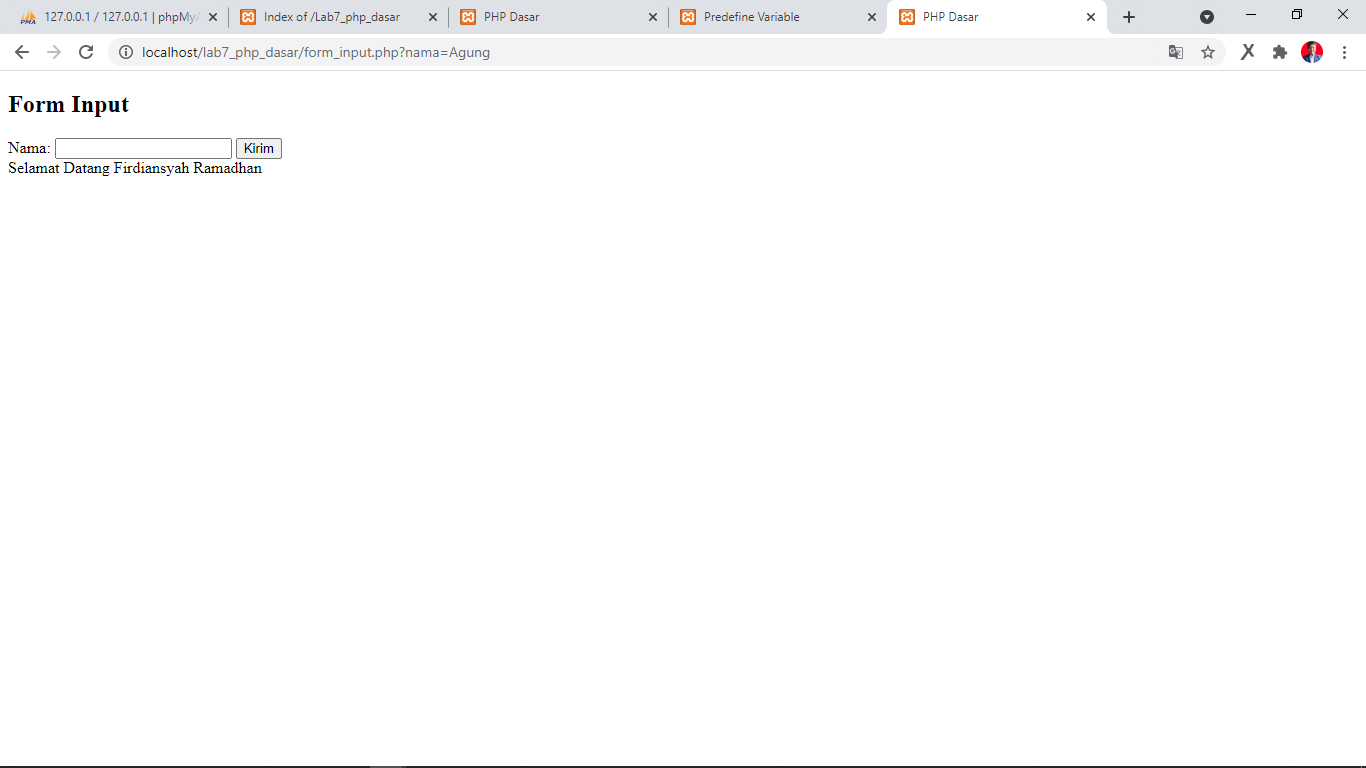 127.0.0.1 / 127.0.0.1 | phpMyA
Index of /Lab7_php_dasar
PHP Dasar
Predefine Variable
PHP Dasar
localhost/lab7_php_dasar/form_input.php?nama=Agung
Form Input
Nama: Kirim
Selamat Datang Firdiansyah Ramadhan